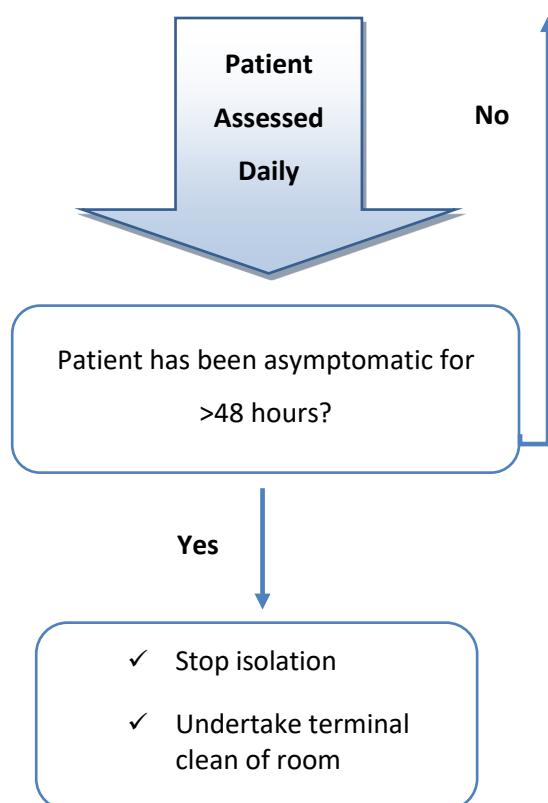 Patient
Assessed
Daily
No
Patient has been asymptomatic for
>48 hours?
Yes
✓ Stop isolation
✓ Undertake terminal
clean of room